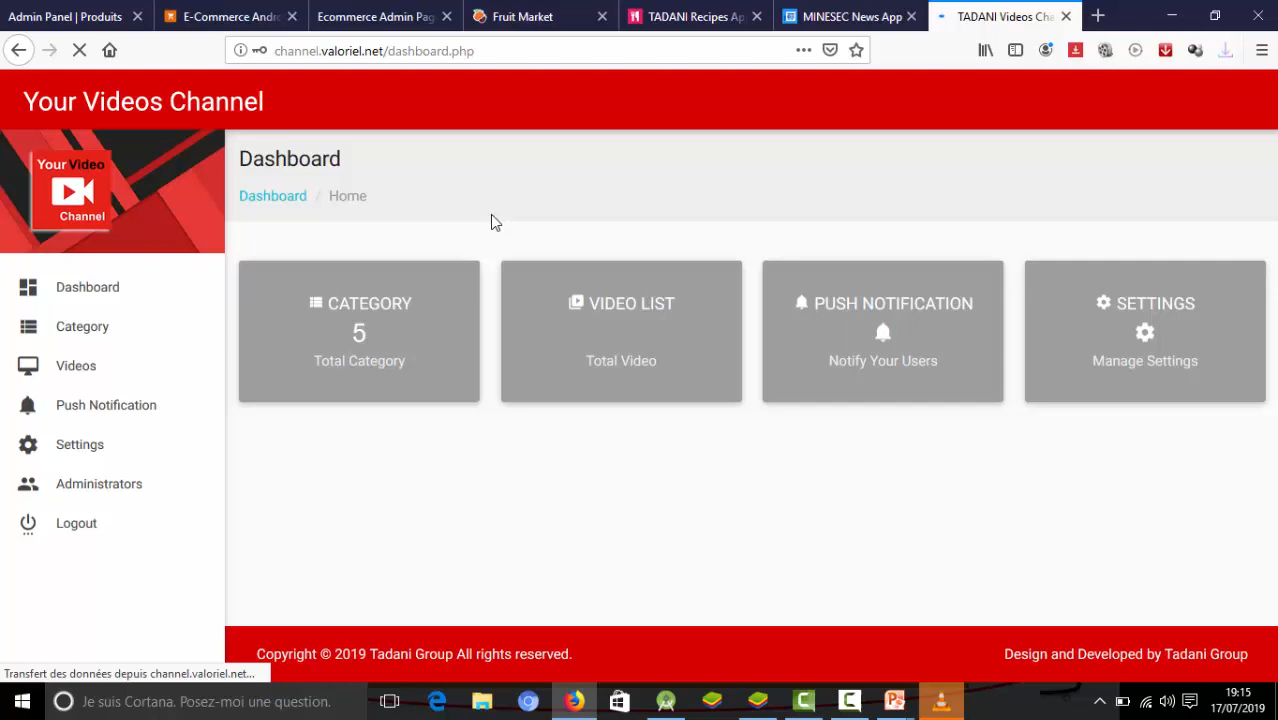 Admin Panel | Produits
E-Commerce Andro
Ecommerce Admin Pag
Fruit Market
TADANI Recipes Ap
MINESEC News App
TADANI Videos Cha
channel.valoriel.net/dashboard.php
Your Videos Channel
Your Video
Channel
Dashboard
Dashboard / Home
Dashboard
Category
Videos
Push Notification
Settings
Administrators
Logout
CATEGORY
5
Total Category
VIDEO LIST
Total Video
PUSH NOTIFICATION
Notify Your Users
SETTINGS
Manage Settings
Copyright © 2019 Tadani Group All rights reserved.
Design and Developed by Tadani Group
Transfert des données depuis channel.valoriel.net...
Je suis Cortana. Posez-moi une question.
19:15
17/07/2019